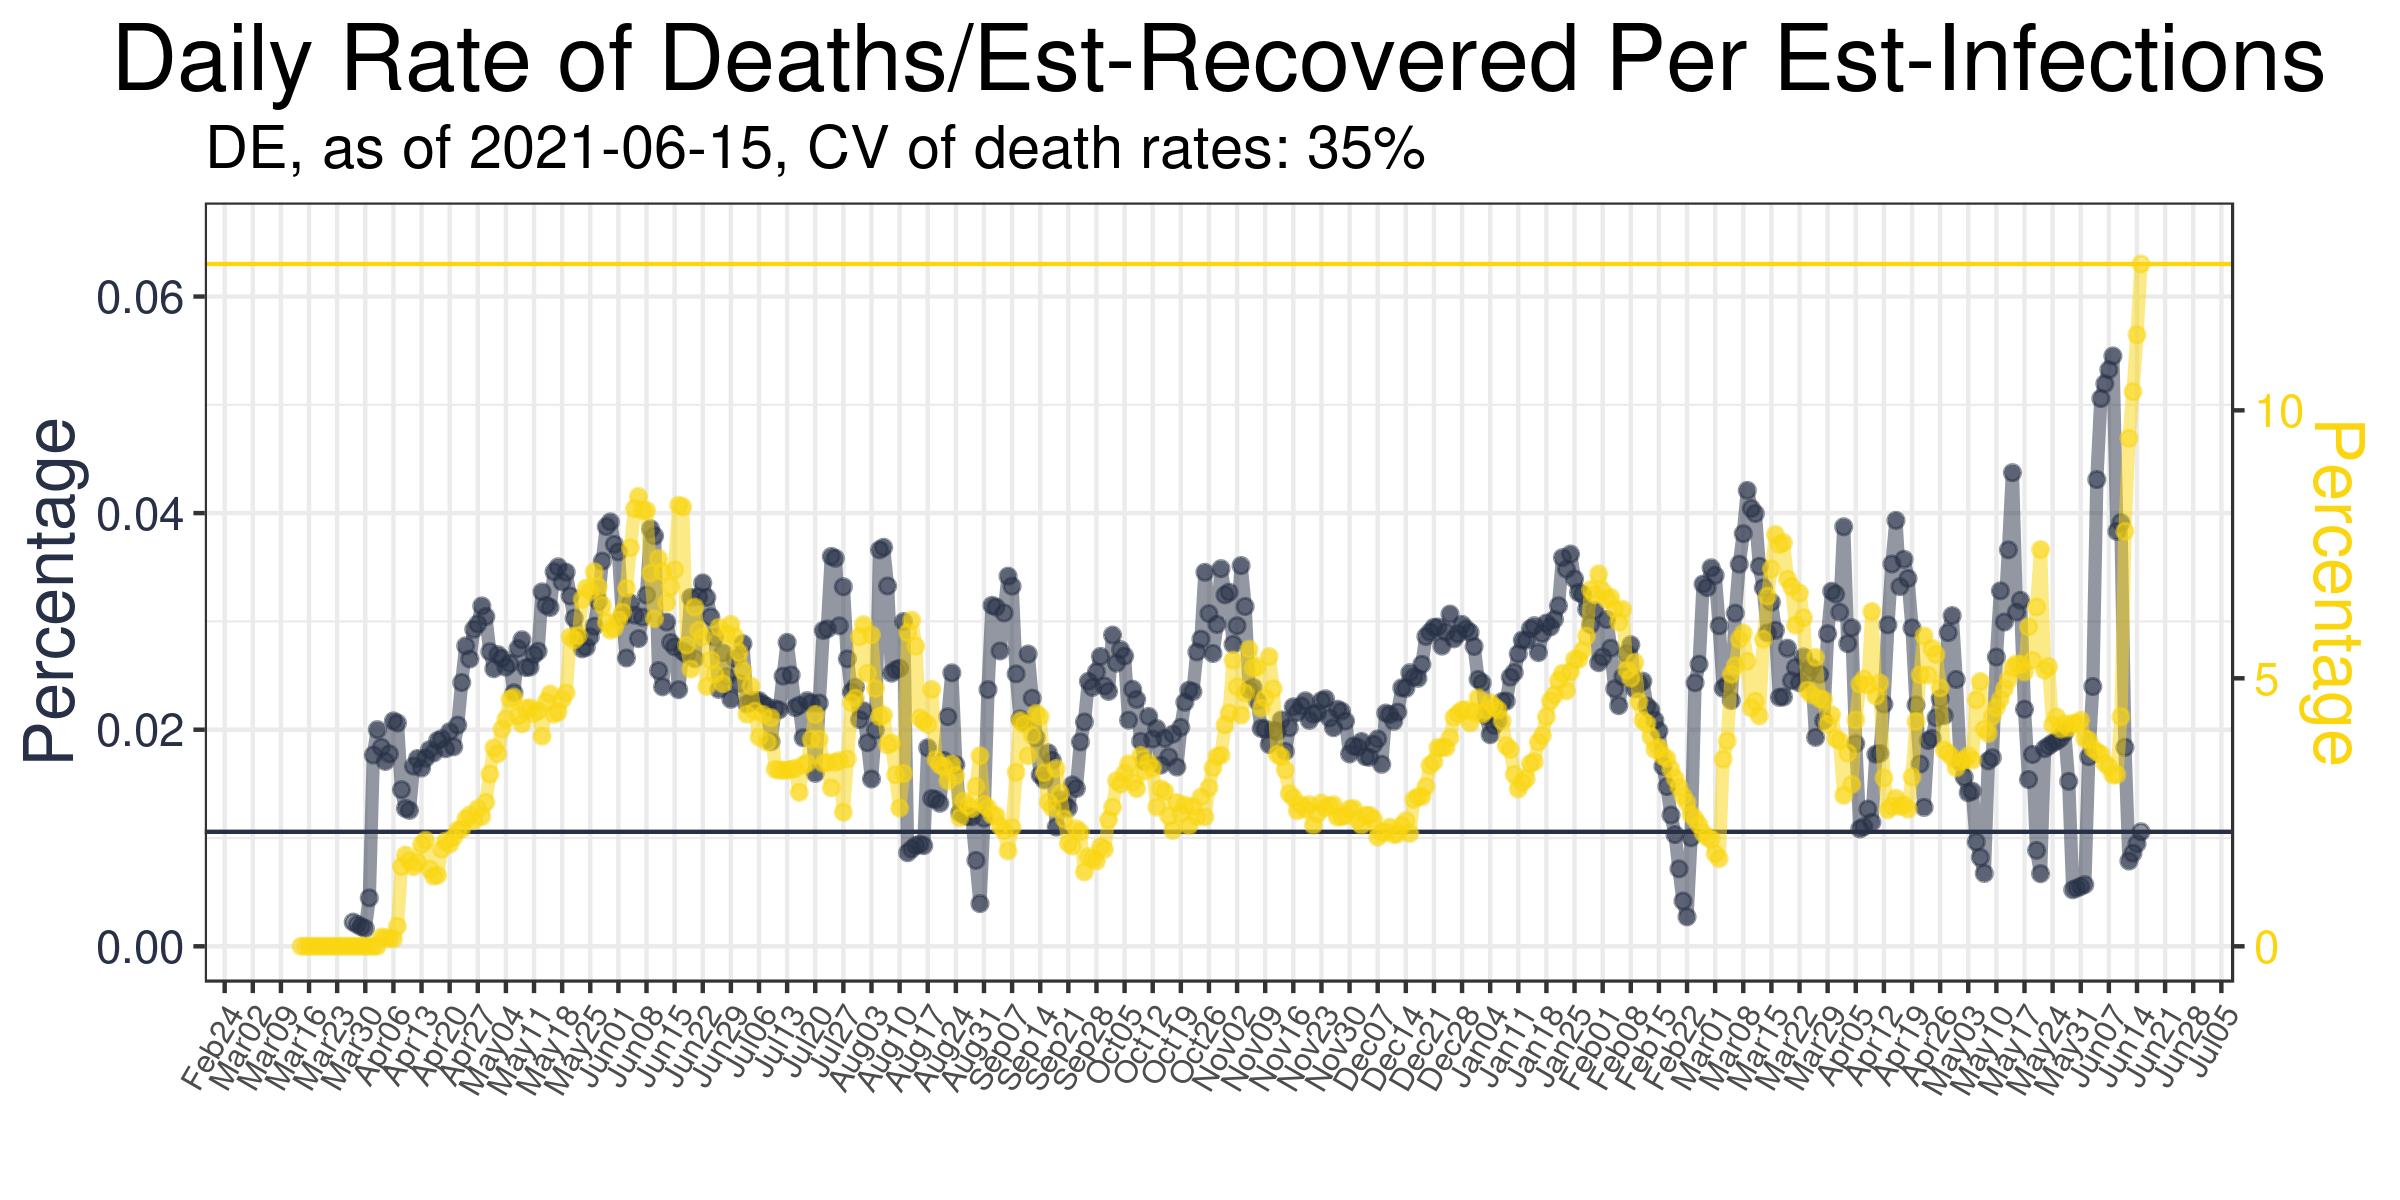 Daily Rate of Deaths/Est-Recovered Per Est-Infections
DE, as of 2021-06-15, CV of death rates: 35%
Percentage
0.06
0.04
0.02
0.00
10
5
0
Percentage
Feb24
Mar02
Mar09
Mar16
Mar23
Mar30
Apr06
Apr13
Apr20
Apr27
May04
May11
May18
May25
Jun01
Jun08
Jun15
Jun22
Jun29
Jul06
Jul13
Jul20
Jul27
Aug03
Aug10
Aug17
Aug24
Aug31
Sep07
Sep14
Sep21
Sep28
Oct05
Oct12
Oct19
Oct26
Nov02
Nov09
Nov16
Nov23
Nov30
Dec07
Dec14
Dec21
Dec28
Jan04
Jan11
Jan18
Jan25
Feb01
Feb08
Feb15
Feb22
Mar01
Mar08
Mar15
Mar22
Mar29
Apr05
Apr12
Apr19
Apr26
May03
May10
May17
May24
May31
Jun07
Jun14
Jun21
Jun28
Jul05